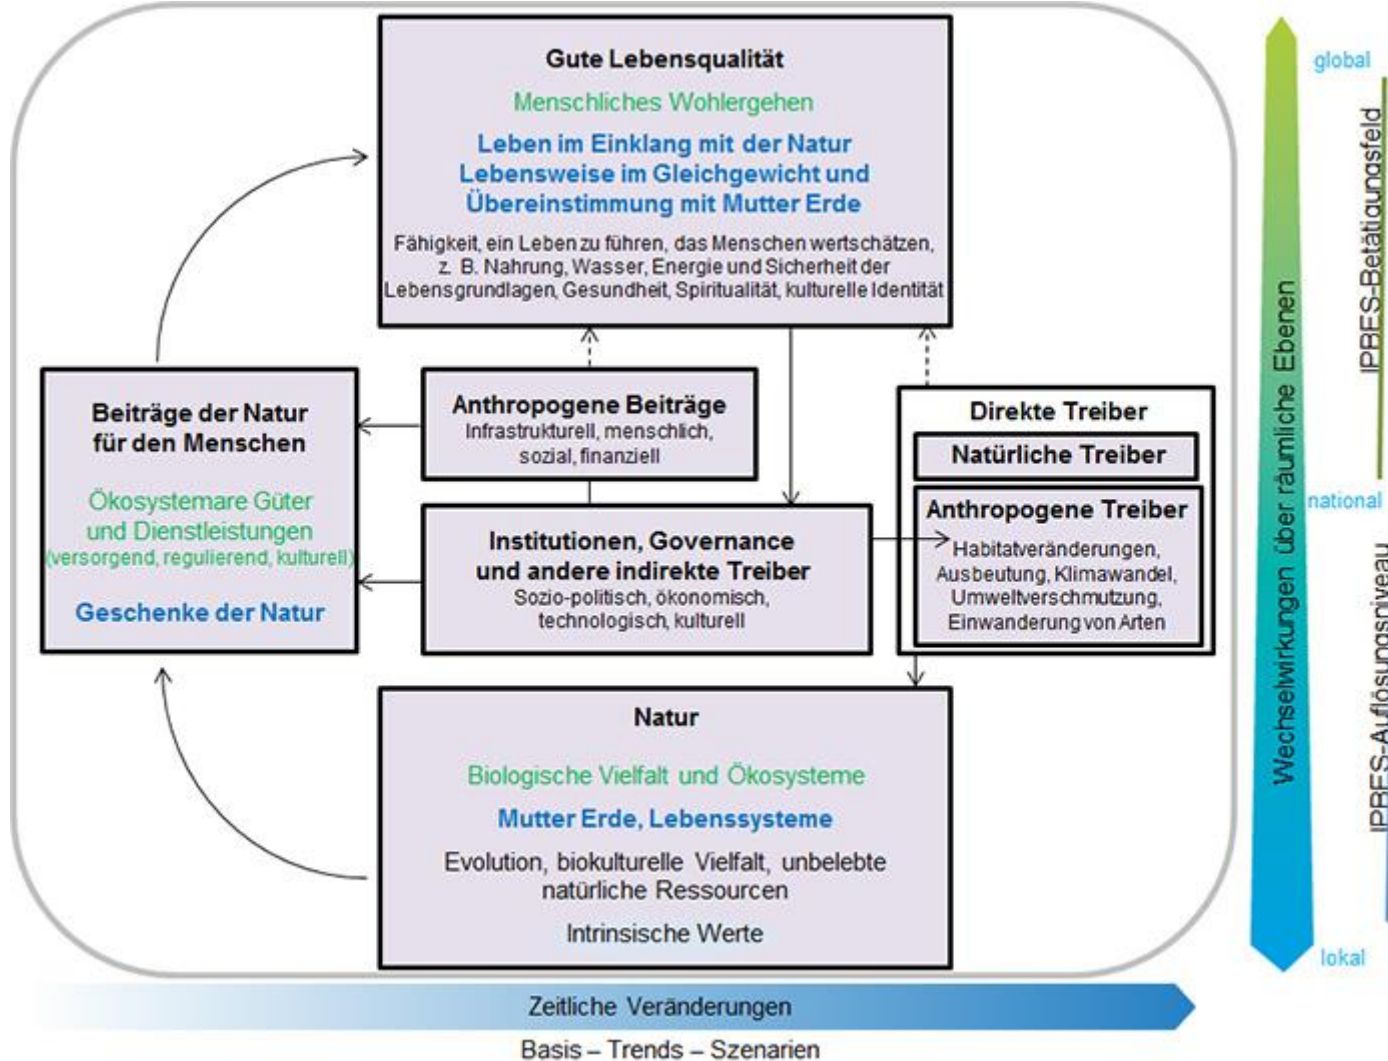 Gute Lebensqualität
Menschliches Wohlergehen
Leben im Einklang mit der Natur
Lebensweise im Gleichgewicht und
Übereinstimmung mit Mutter Erde
Fähigkeit, ein Leben zu führen, das Menschen wertschätzen,
z. B. Nahrung, Wasser, Energie und Sicherheit der
Lebensgrundlagen, Gesundheit, Spiritualität, kulturelle Identität
Beiträge der Natur
für den Menschen
Ökosystemare Güter
und Dienstleistungen
(versorgend, regulierend, kulturell)
Geschenke der Natur
Anthropogene Beiträge
Infrastrukturell, menschlich,
sozial, finanziell
Institutionen, Governance
und andere indirekte Treiber
Sozio-politisch, ökonomisch,
technologisch, kulturell
Direkte Treiber
Natürliche Treiber
Anthropogene Treiber
Habitatveränderungen,
Ausbeutung, Klimawandel,
Umweltverschmutzung,
Einwanderung von Arten
Natur
Biologische Vielfalt und Ökosysteme
Mutter Erde, Lebenssysteme
Evolution, biokulturelle Vielfalt, unbelebte
natürliche Ressourcen
Intrinsische Werte
Zeitliche Veränderungen
Basis – Trends – Szenarien
Wechselwirkungen über räumliche Ebenen
global
national
lokal
IPBES-Betätigungsfeld
IPBES-Auflösungsniveau